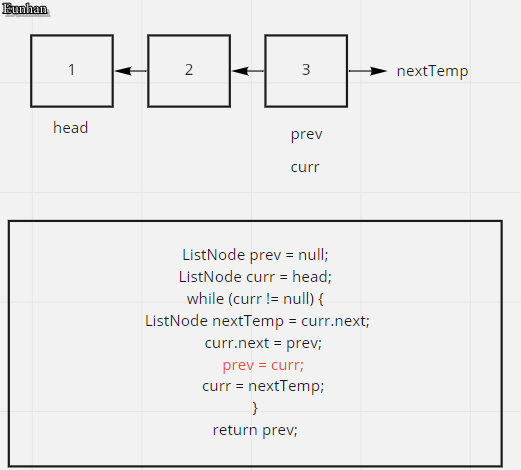 Eunhan
1
2
3
nextTemp
head
prev
curr
ListNode prev = null;
ListNode curr = head;
while (curr != null) {
ListNode nextTemp = curr.next;
curr.next = prev;
prev = curr;
curr = nextTemp;
}
return prev;